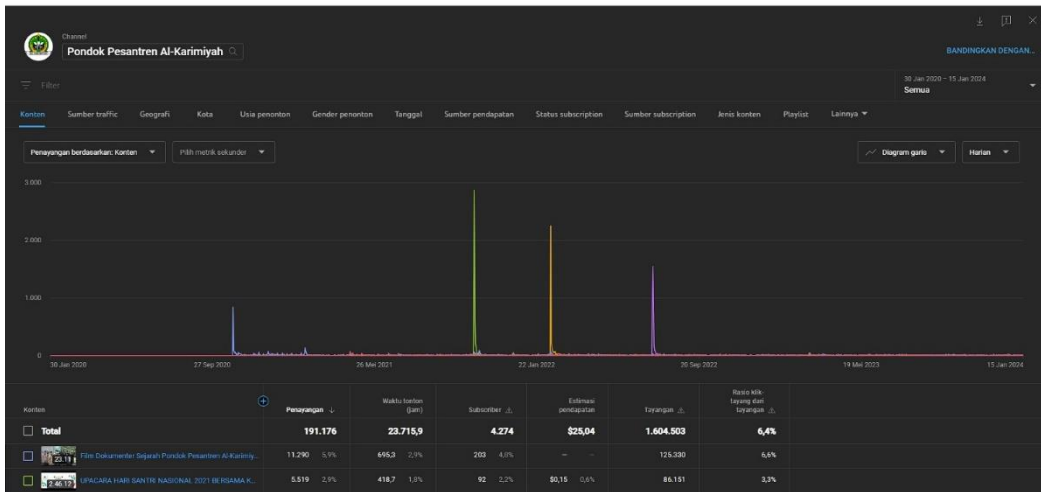 Channel
Pondok Pesantren Al-Karimiyah
BANDINGKAN DENGAN...
Filter
30 Jan 2020 – 15 Jan 2024
Semua
Konten Sumber traffic Geografi Kota Usia penonton Gender penonton Tanggal Sumber pendapatan Status subscription Sumber subscription Jenis konten Playlist Lainnya
Penayangan berdasarkan: Konten Pilih metrik sekunder Diagram garis Harian
3.000
2.000
1.000
0
30 Jan 2020 27 Sep 2020 26 Mei 2021 22 Jan 2022 20 Sep 2022 19 Mei 2023 15 Jan 2024
Konten Penayangan Waktu tonton (jam) Subscriber Estimasi pendapatan Tayangan Rasio klik-tayang dari tayangan
Total 191.176 23.715,9 4.274 $25,04 1.604.503 6,4%
23.11 Film Dokumenter Sejarah Pondok Pesantren Al-Karimiy... 11.290 5,9% 695,3 2,9% 203 4,8% – – 125.330 6,6%
2.46.12 UPACARA HARI SANTRI NASIONAL 2021 BERSAMA K... 5.519 2,9% 418,7 1,8% 92 2,2% $0,15 0,6% 86.151 3,3%